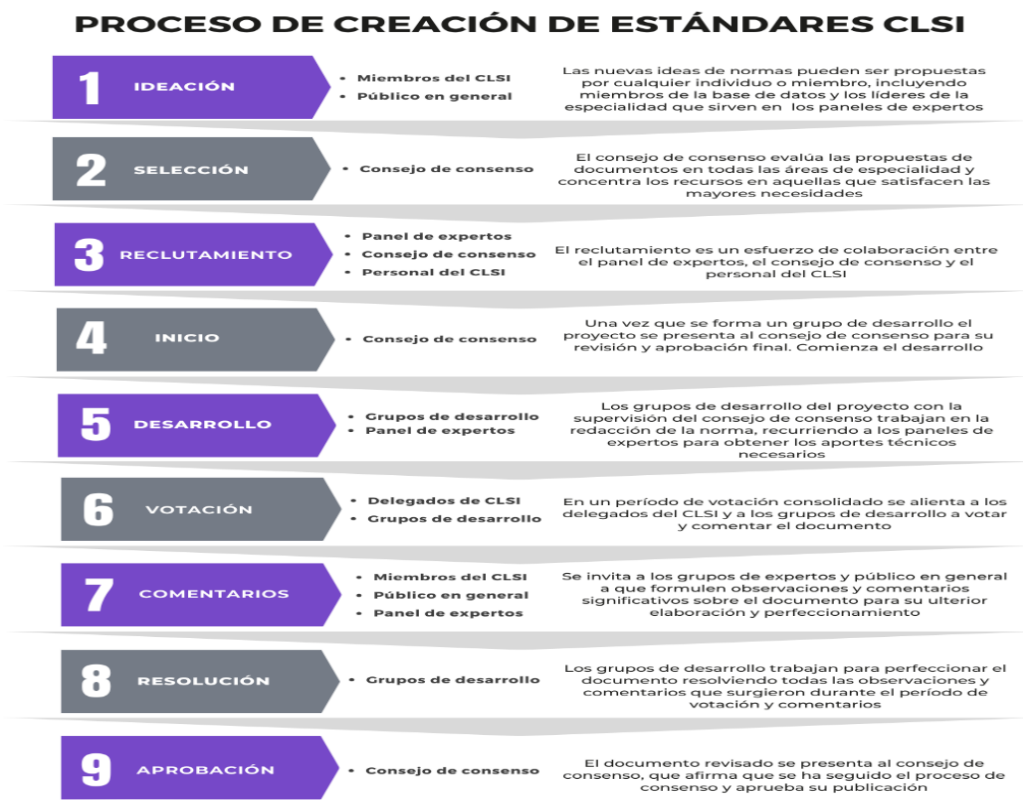 PROCESO DE CREACIÓN DE ESTÁNDARES CLSI
1 IDEACIÓN
• Miembros del CLSI
• Público en general
Las nuevas ideas de normas pueden ser propuestas
por cualquier individuo o miembro, incluyendo
miembros de la base de datos y los líderes de la
especialidad que sirven en los paneles de expertos
2 SELECCIÓN
• Consejo de consenso
El consejo de consenso evalúa las propuestas de
documentos en todas las áreas de especialidad y
concentra los recursos en aquellas que satisfacen las
mayores necesidades
3 RECLUTAMIENTO
• Panel de expertos
• Consejo de consenso
• Personal del CLSI
El reclutamiento es un esfuerzo de colaboración entre
el panel de expertos, el consejo de consenso y el
personal del CLSI
4 INICIO
• Consejo de consenso
Una vez que se forma un grupo de desarrollo el
proyecto se presenta al consejo de consenso para su
revisión y aprobación final. Comienza el desarrollo
5 DESARROLLO
• Grupos de desarrollo
• Panel de expertos
Los grupos de desarrollo del proyecto con la
supervisión del consejo de consenso trabajan en la
redacción de la norma, recurriendo a los paneles de
expertos para obtener los aportes técnicos
necesarios
6 VOTACIÓN
• Delegados de CLSI
• Grupos de desarrollo
En un período de votación consolidado se alienta a los
delegados del CLSI y a los grupos de desarrollo a votar
y comentar el documento
7 COMENTARIOS
• Miembros del CLSI
• Público en general
• Panel de expertos
Se invita a los grupos de expertos y público en general
a que formulen observaciones y comentarios
significativos sobre el documento para su ulterior
elaboración y perfeccionamiento
8 RESOLUCIÓN
• Grupos de desarrollo
Los grupos de desarrollo trabajan para perfeccionar el
documento resolviendo todas las observaciones y
comentarios que surgieron durante el período de
votación y comentarios
9 APROBACIÓN
• Consejo de consenso
El documento revisado se presenta al consejo de
consenso, que afirma que se ha seguido el proceso de
consenso y aprueba su publicación